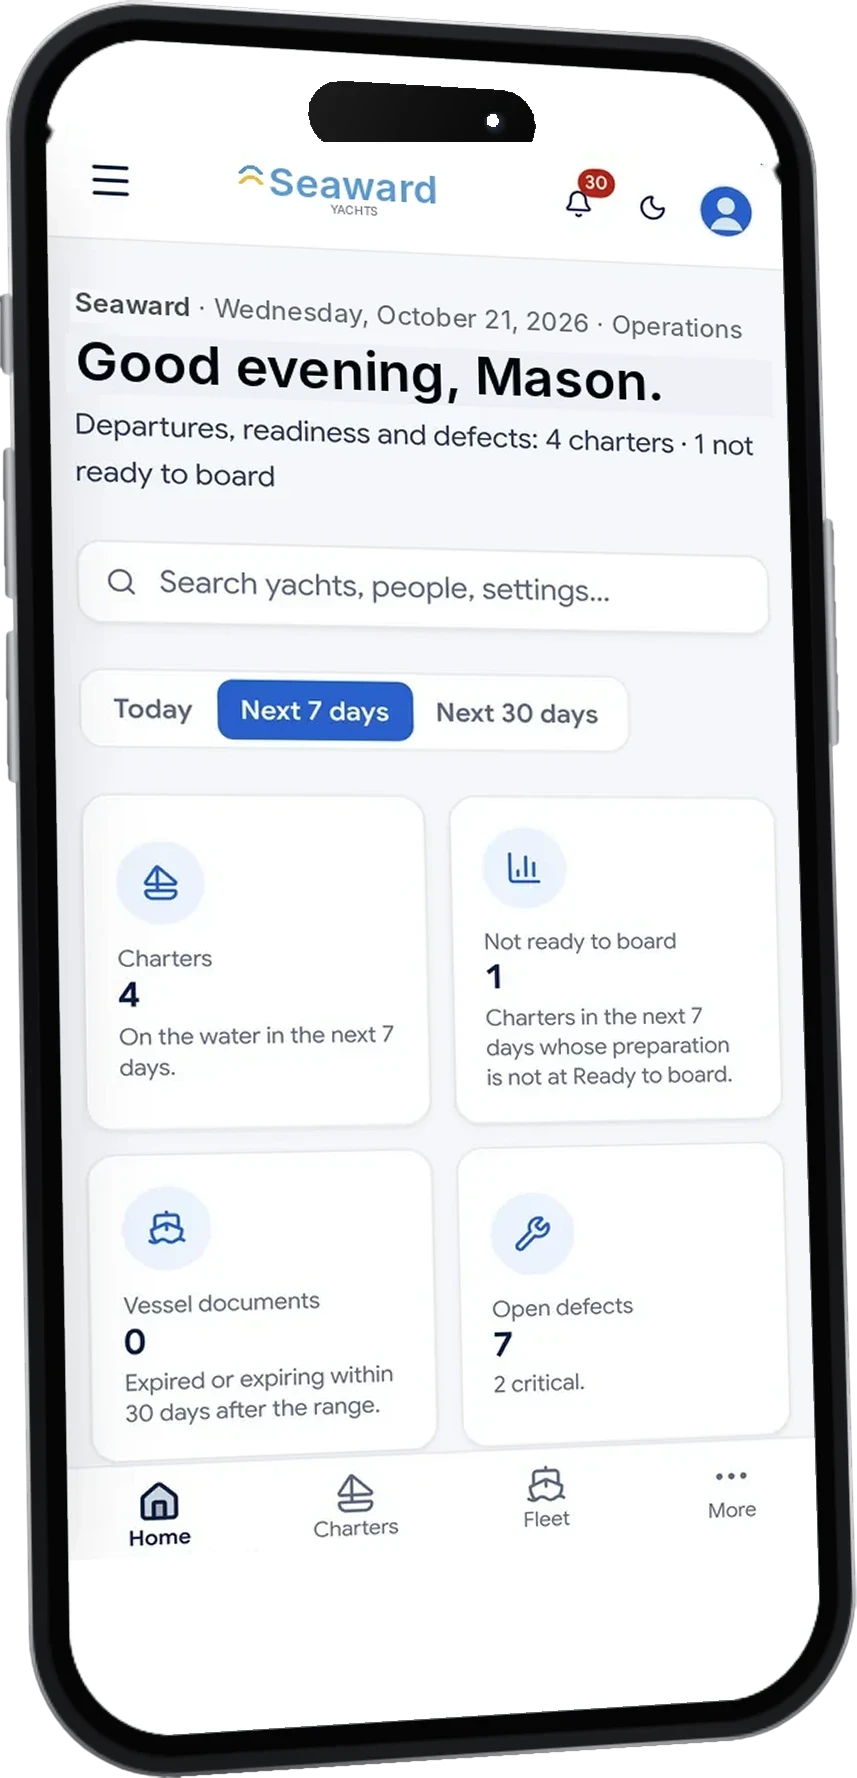 Seaward
YACHTS
30
Seaward · Wednesday, October 21, 2026 · Operations
Good evening, Mason.
Departures, readiness and defects: 4 charters · 1 not
ready to board
Search yachts, people, settings...
Today
Next 7 days
Next 30 days
Charters
4
On the water in the next 7
days.
Not ready to board
1
Charters in the next 7
days whose preparation
is not at Ready to board.
Vessel documents
0
Expired or expiring within
30 days after the range.
Open defects
7
2 critical.
Home
Charters
Fleet
More